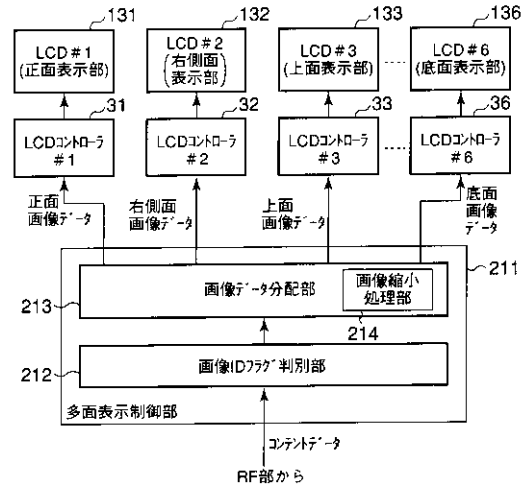 131
132
133
136
LCD#1
(正面表示部)
LCD#2
(右側面
表示部)
LCD#3
(上面表示部)
LCD#6
(底面表示部)
31
32
33
36
LCDコントローラ
#1
LCDコントローラ
#2
LCDコントローラ
#3
LCDコントローラ
#6
正面
画像データ
右側面
画像データ
上面
画像データ
底面
画像
データ
211
213
画像データ分配部
画像縮小
処理部
214
212
画像IDフラグ判別部
多面表示制御部
コンテントデータ
RF部から